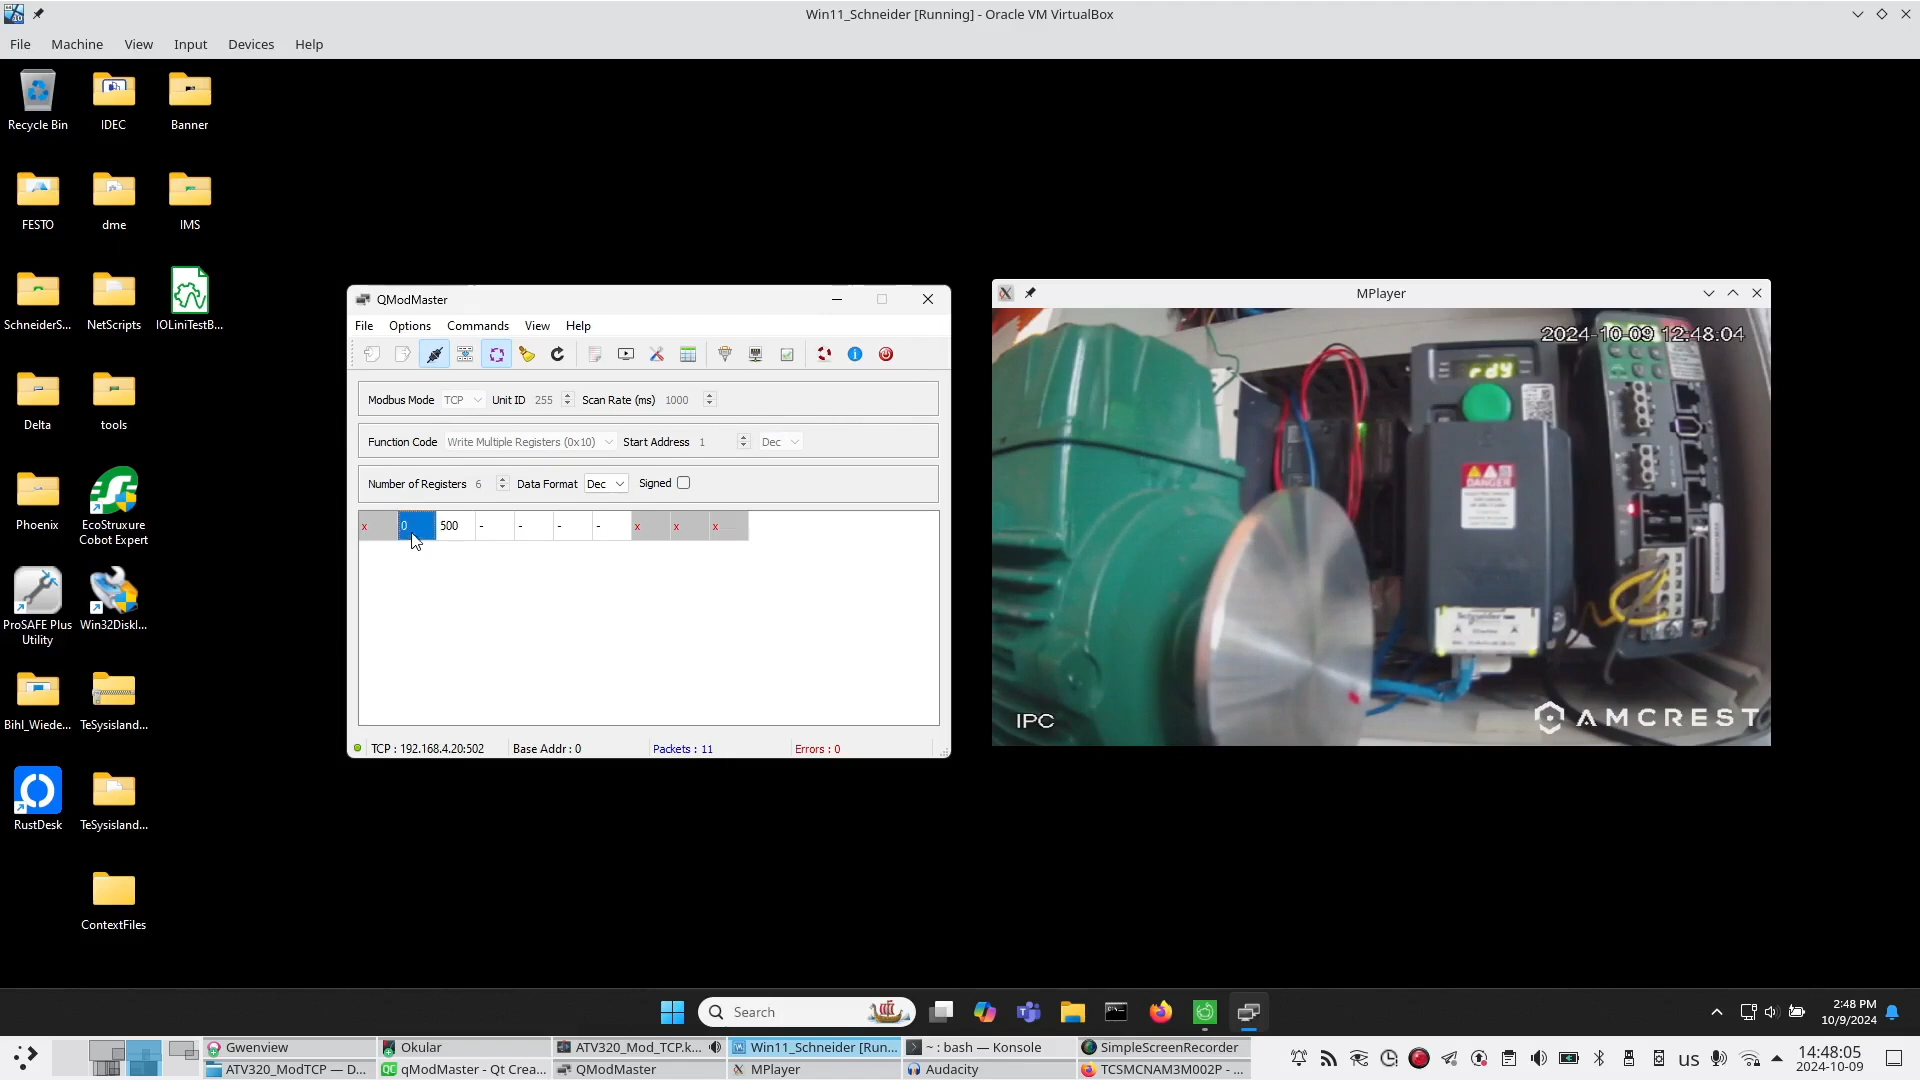 Win11_Schneider [Running] - Oracle VM VirtualBox
File Machine View Input Devices Help
Recycle Bin
IDEC
Banner
FESTO
dme
IMS
SchneiderS...
NetScripts
IOLiniTestB...
Delta
tools
Phoenix
EcoStruxure
Cobot Expert
ProSAFE Plus
Utility
Win32DiskI...
Bihl_Wiede...
TeSysisland...
RustDesk
TeSysisland...
ContextFiles
QModMaster
File Options Commands View Help
Modbus Mode TCP Unit ID 255 Scan Rate (ms) 1000
Function Code Write Multiple Registers (0x10) Start Address 1 Dec
Number of Registers 6 Data Format Dec Signed
x 0 500 - - - - x x x
TCP : 192.168.4.20:502 Base Addr : 0 Packets : 11 Errors : 0
MPlayer
2024-10-09 12:48:04
rdy
DANGER
IPC
AMCREST
Search
2:48 PM
10/9/2024
Gwenview
Okular
ATV320_Mod_TCP.k...
Win11_Schneider [Run...
~ : bash — Konsole
SimpleScreenRecorder
ATV320_ModTCP — D...
qModMaster - Qt Crea...
QModMaster
MPlayer
Audacity
TCSMCNAM3M002P - ...
us
14:48:05
2024-10-09